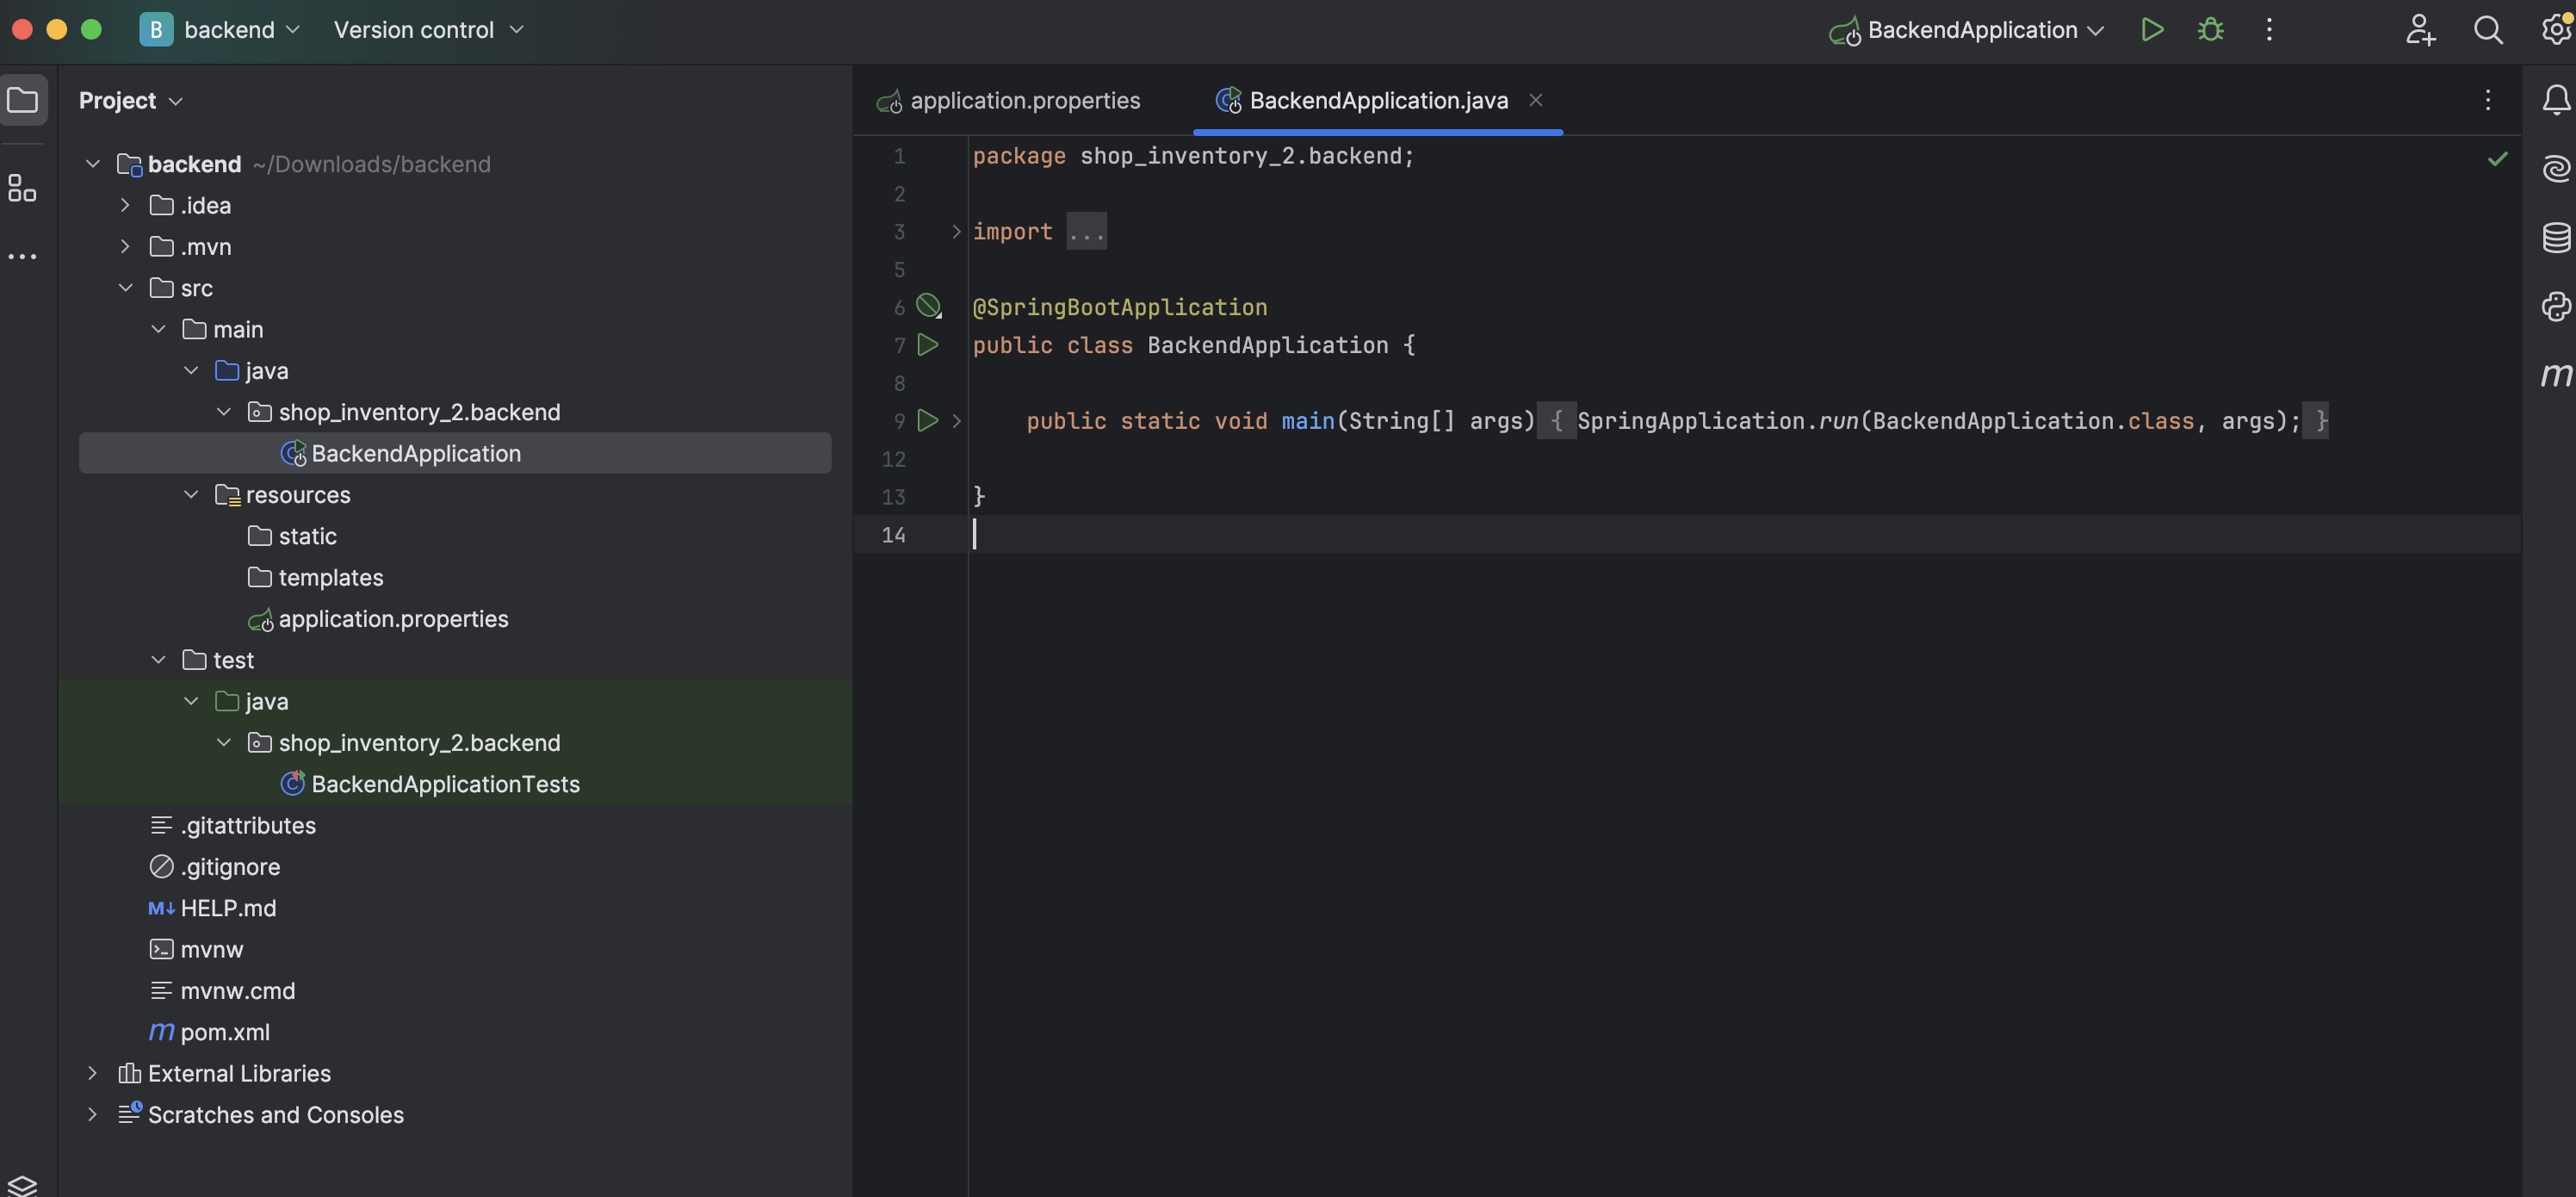 B backend Version control BackendApplication
Project
backend ~/Downloads/backend
.idea
.mvn
src
main
java
shop_inventory_2.backend
BackendApplication
resources
static
templates
application.properties
test
java
shop_inventory_2.backend
BackendApplicationTests
.gitattributes
.gitignore
M↓ HELP.md
mvnw
mvnw.cmd
m pom.xml
External Libraries
Scratches and Consoles
application.properties BackendApplication.java
1 package shop_inventory_2.backend;
2
3 import ...
5
6 @SpringBootApplication
7 public class BackendApplication {
8
9 public static void main(String[] args) { SpringApplication.run(BackendApplication.class, args); }
12
13 }
14
m